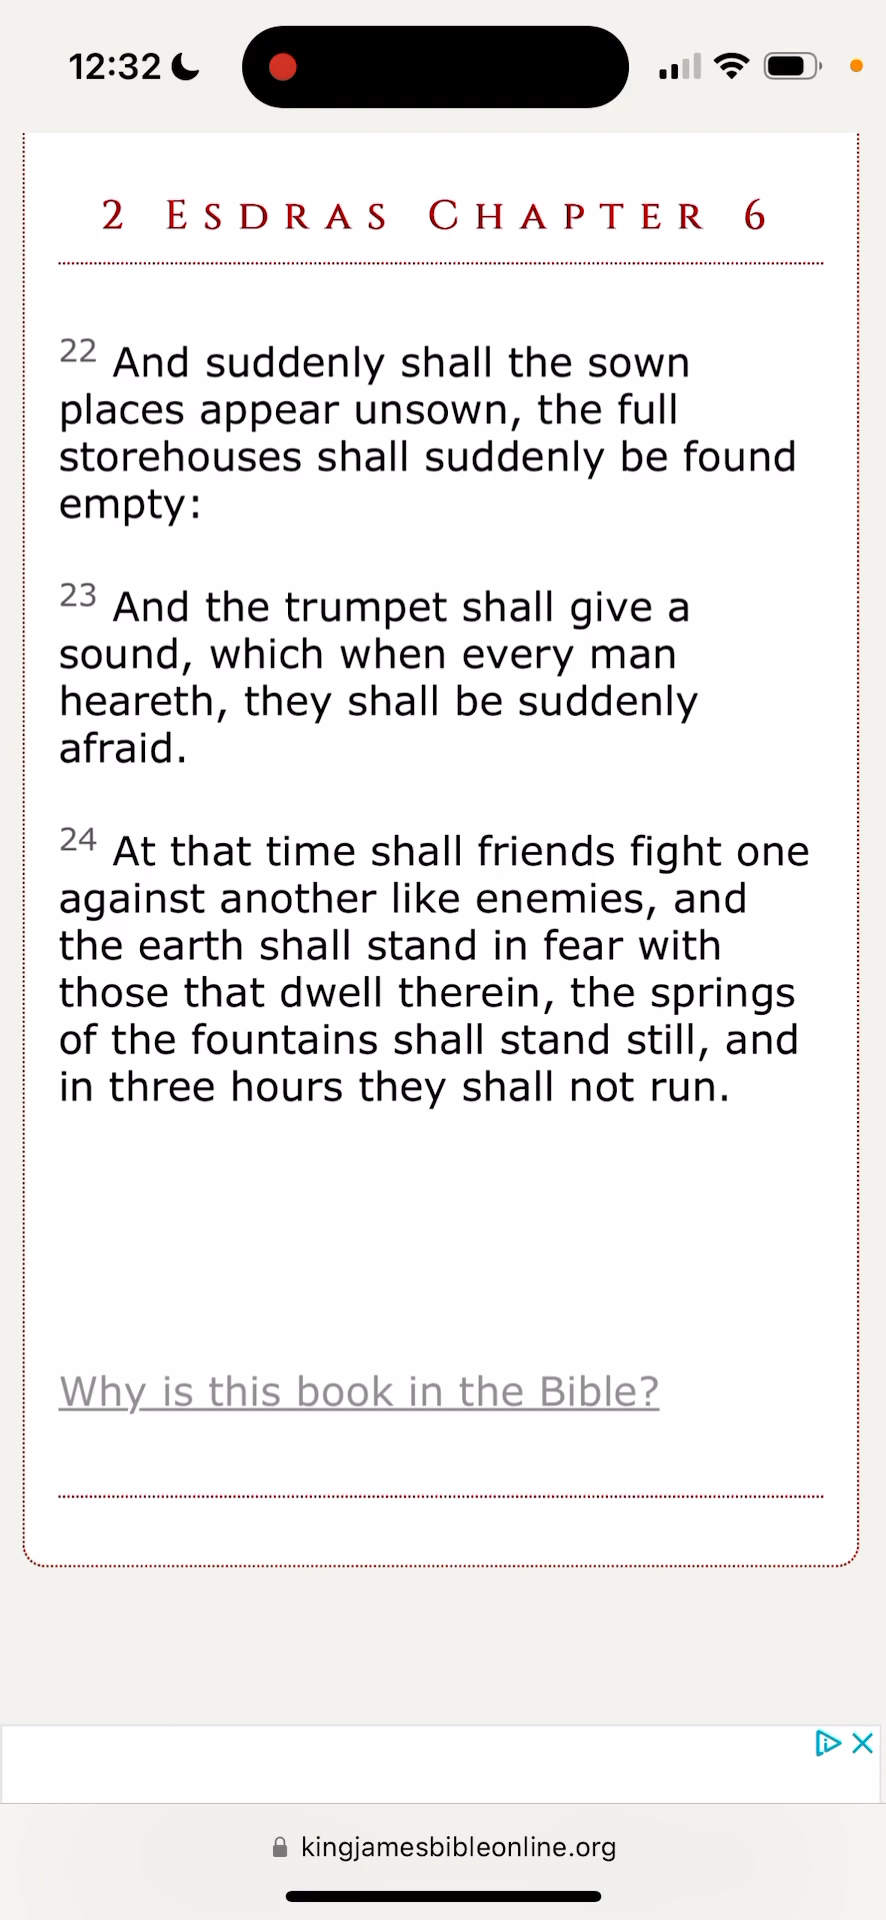 12:32
2 Esdras Chapter 6
22 And suddenly shall the sown
places appear unsown, the full
storehouses shall suddenly be found
empty:
23 And the trumpet shall give a
sound, which when every man
heareth, they shall be suddenly
afraid.
24 At that time shall friends fight one
against another like enemies, and
the earth shall stand in fear with
those that dwell therein, the springs
of the fountains shall stand still, and
in three hours they shall not run.
Why is this book in the Bible?
kingjamesbibleonline.org